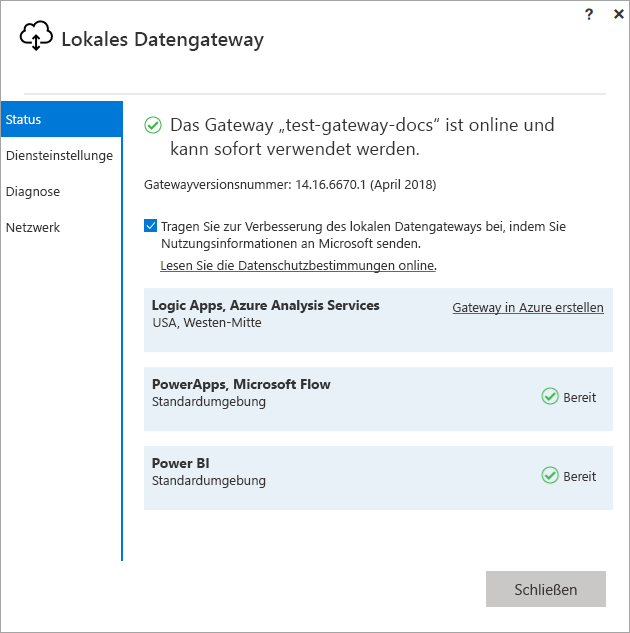 ? ✕
Lokales Datengateway
Status
Diensteinstellunge
Diagnose
Netzwerk
Das Gateway „test-gateway-docs“ ist online und
kann sofort verwendet werden.
Gatewayversionsnummer: 14.16.6670.1 (April 2018)
Tragen Sie zur Verbesserung des lokalen Datengateways bei, indem Sie
Nutzungsinformationen an Microsoft senden.
Lesen Sie die Datenschutzbestimmungen online.
Logic Apps, Azure Analysis Services
USA, Westen-Mitte
Gateway in Azure erstellen
PowerApps, Microsoft Flow
Standardumgebung
Bereit
Power BI
Standardumgebung
Bereit
Schließen